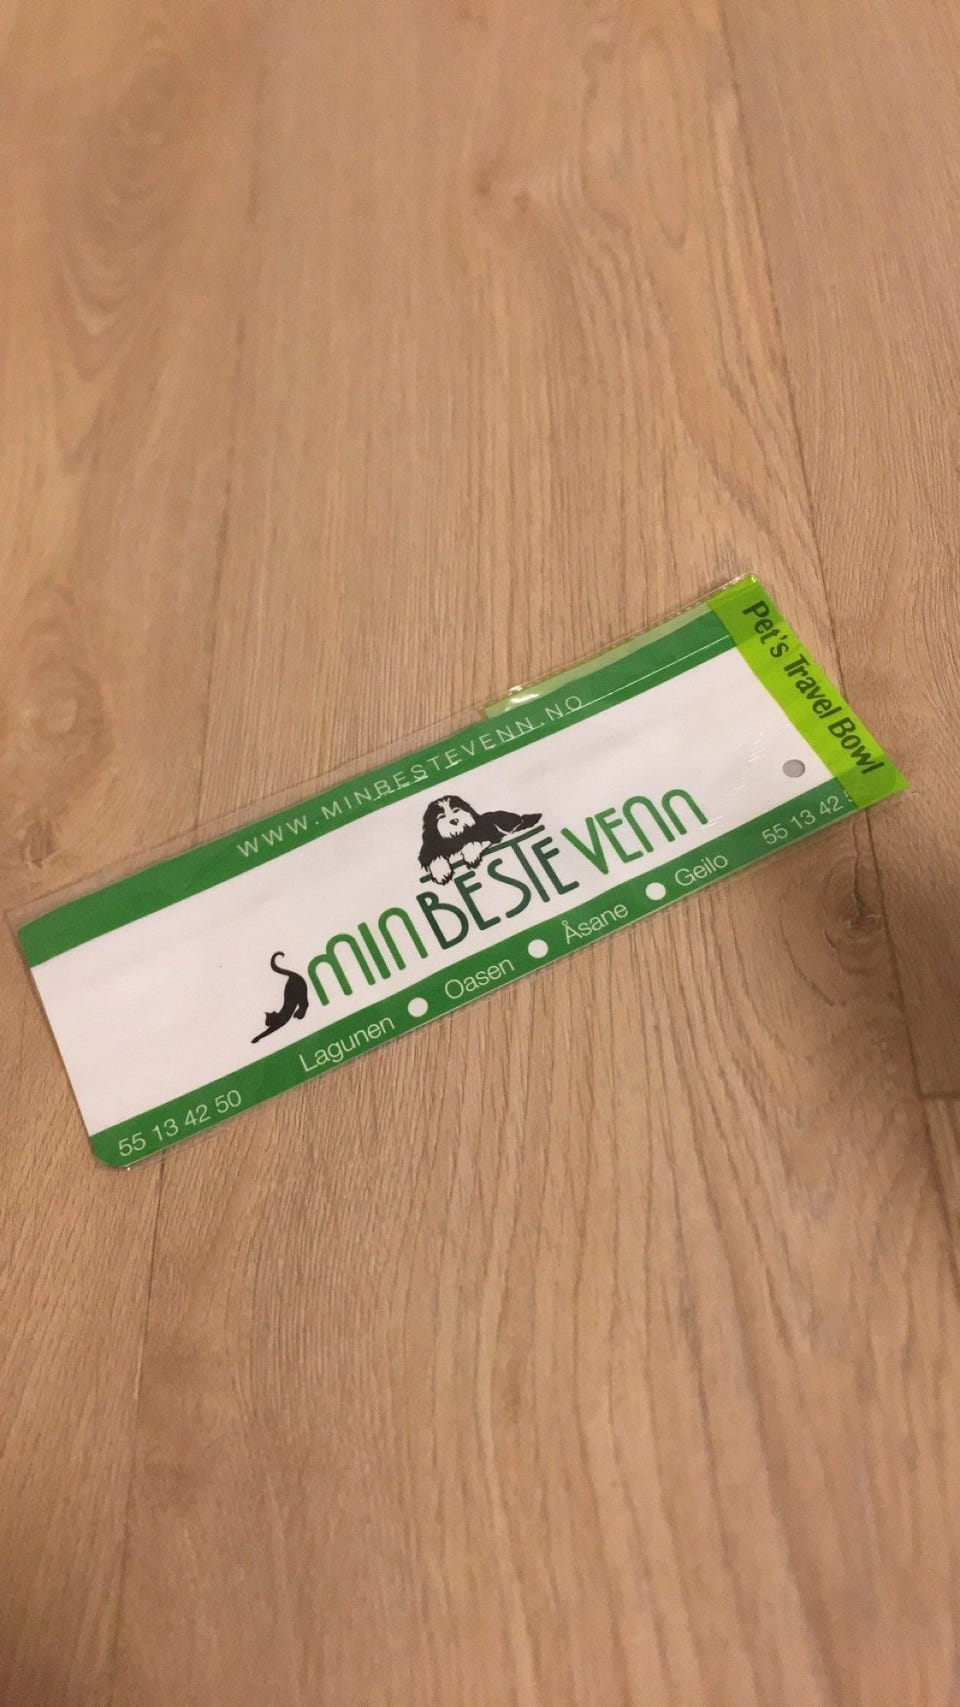 Pet's Travel Bowl
WWW.MINBESTEVENN.NO
MIN BESTE VENN
Lagunen • Oasen • Åsane • Geilo
55 13 42 50
55 13 42